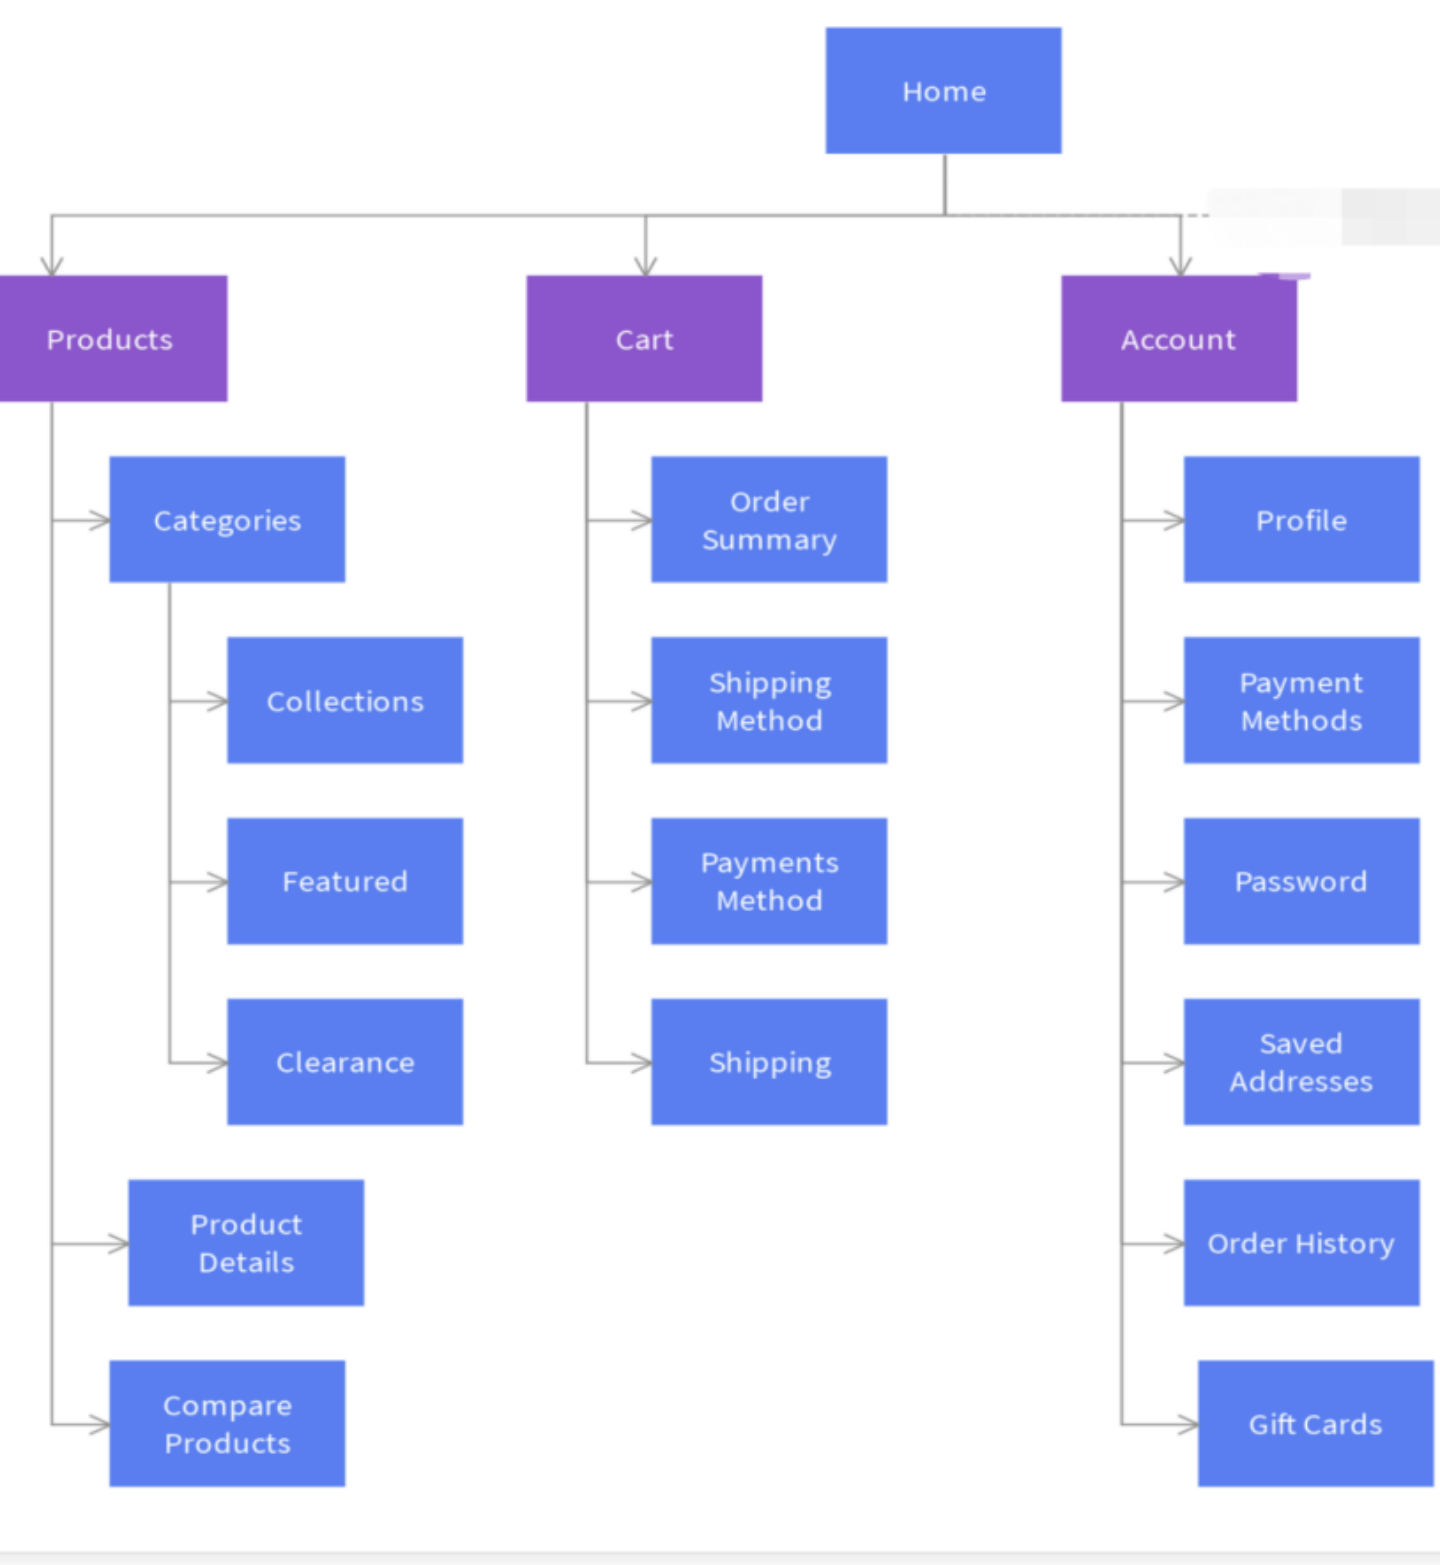 Home
Products
Cart
Account
Categories
Order
Summary
Profile
Collections
Shipping
Method
Payment
Methods
Featured
Payments
Method
Password
Clearance
Shipping
Saved
Addresses
Product
Details
Order History
Compare
Products
Gift Cards